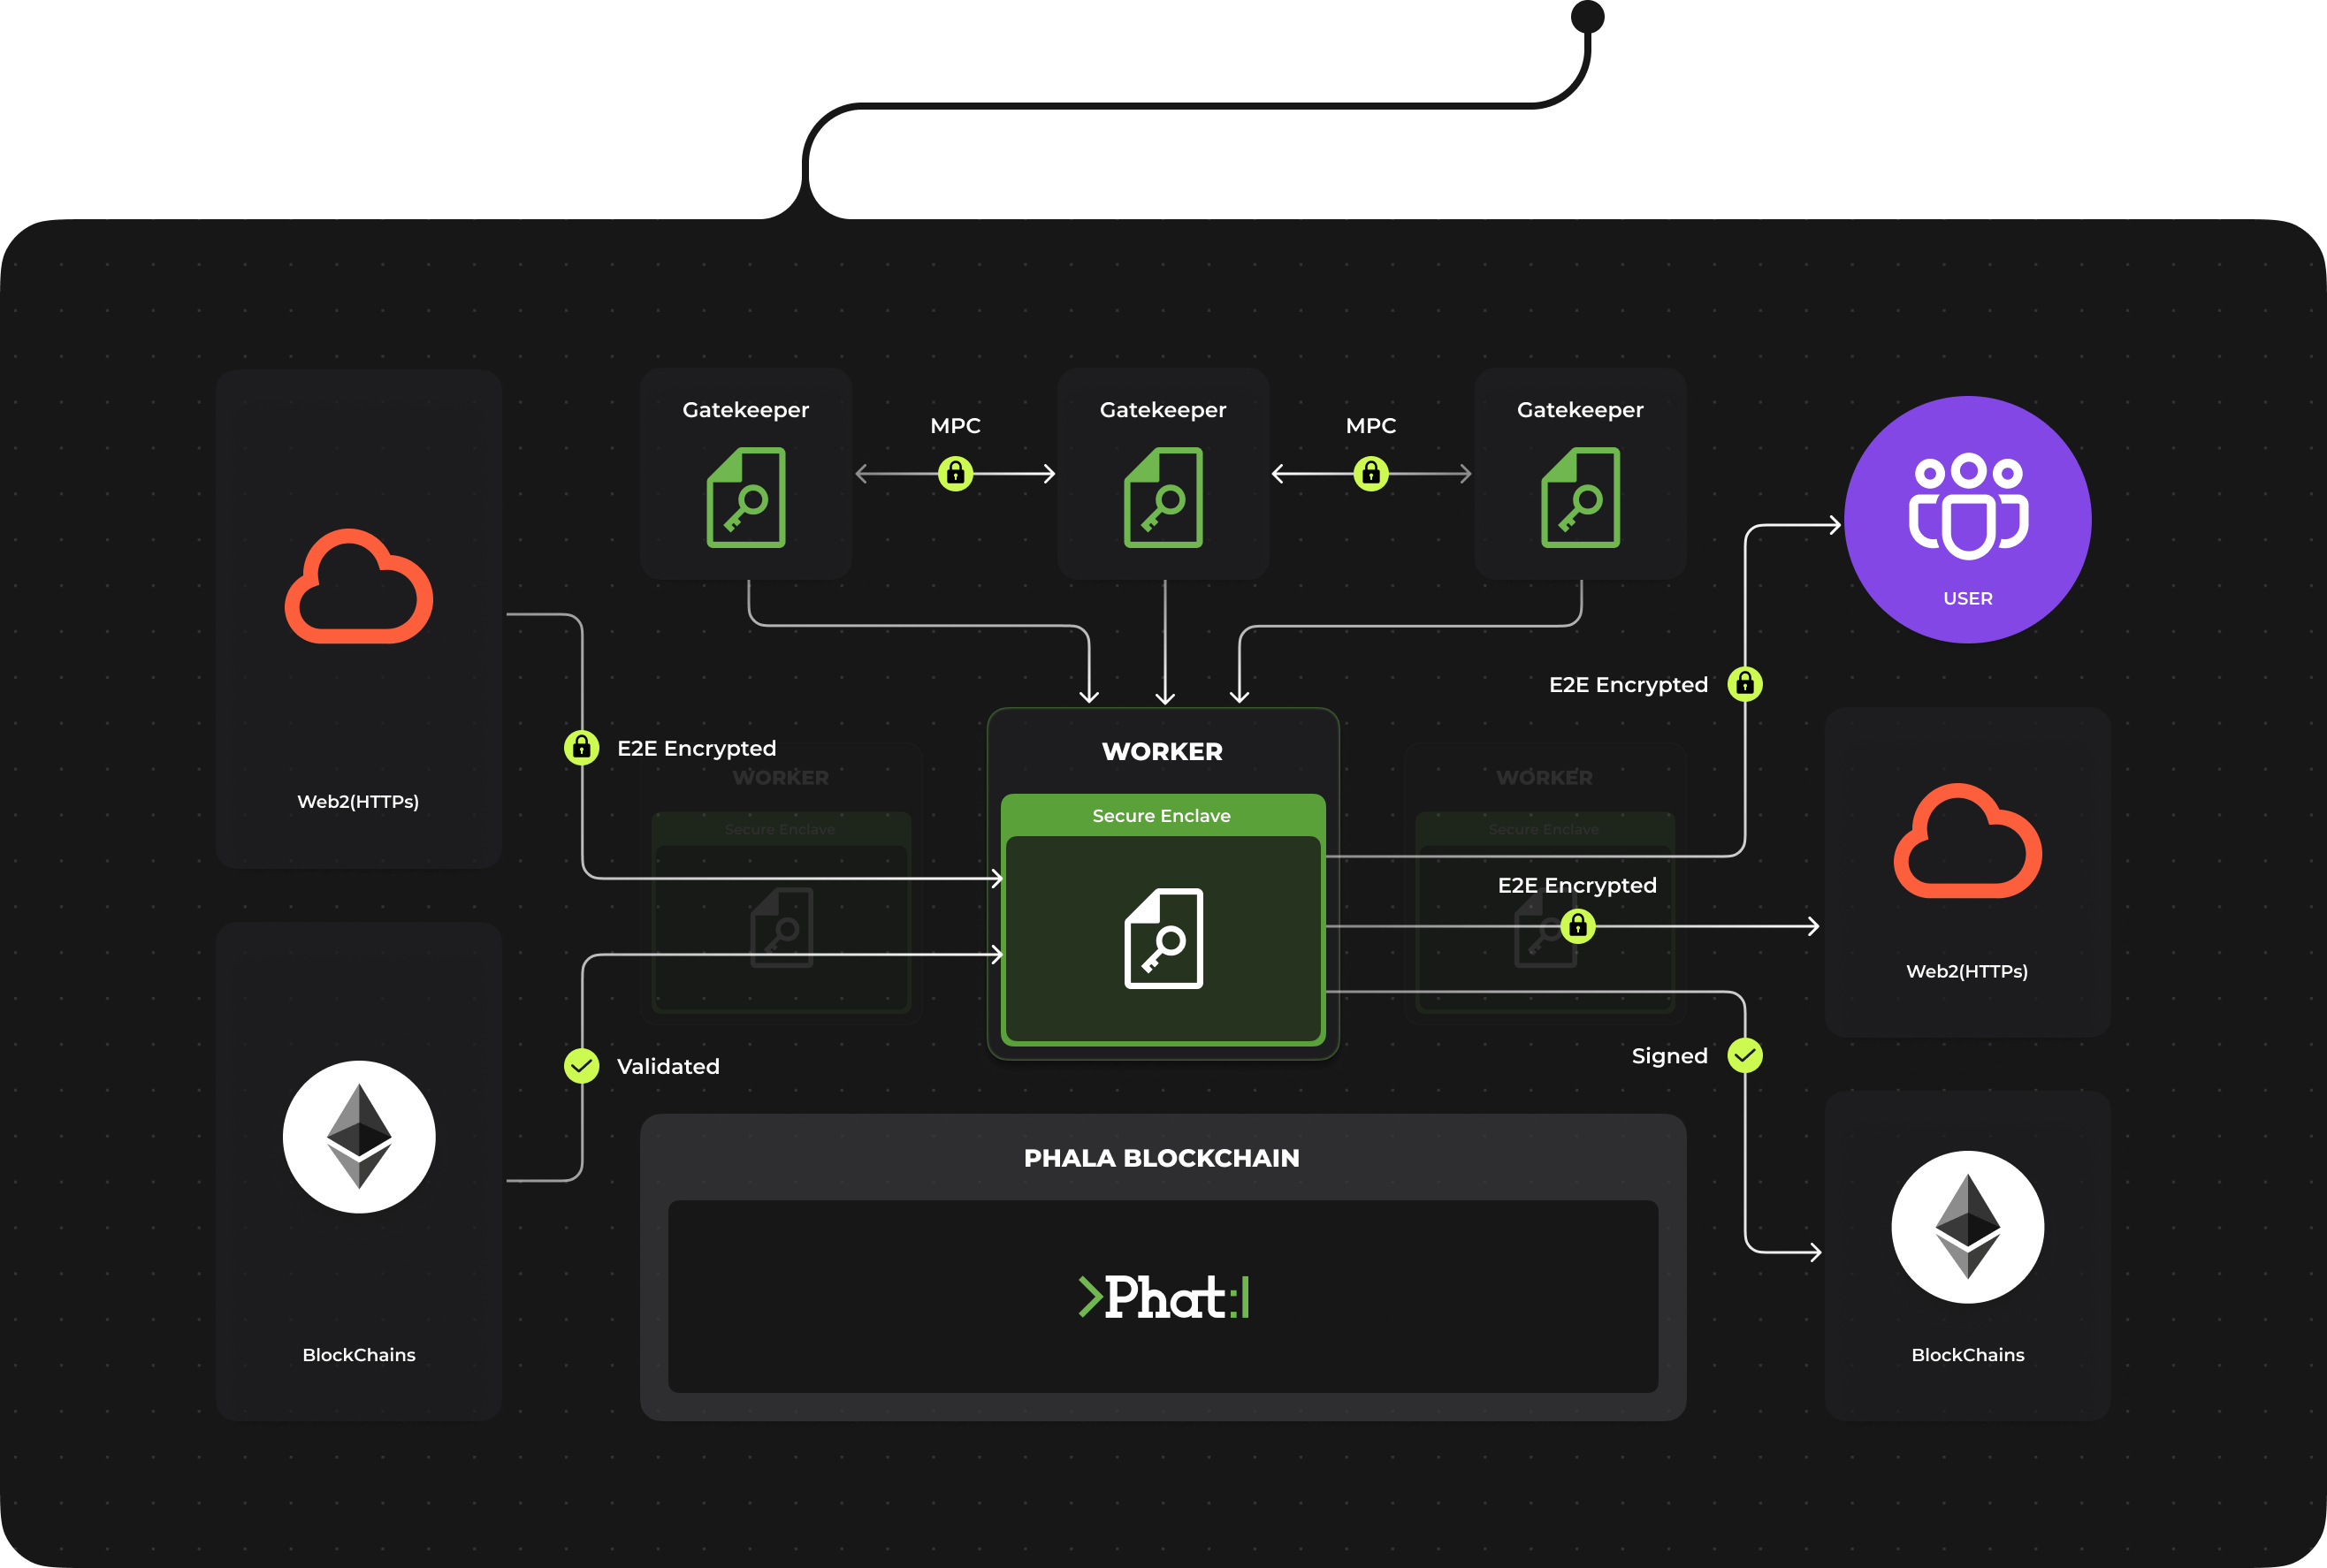 Gatekeeper
MPC
Gatekeeper
MPC
Gatekeeper
USER
E2E Encrypted
E2E Encrypted
WORKER
WORKER
WORKER
Web2(HTTPs)
Secure Enclave
Secure Enclave
Secure Enclave
E2E Encrypted
Web2(HTTPs)
Validated
Signed
PHALA BLOCKCHAIN
>Phat:|
BlockChains
BlockChains